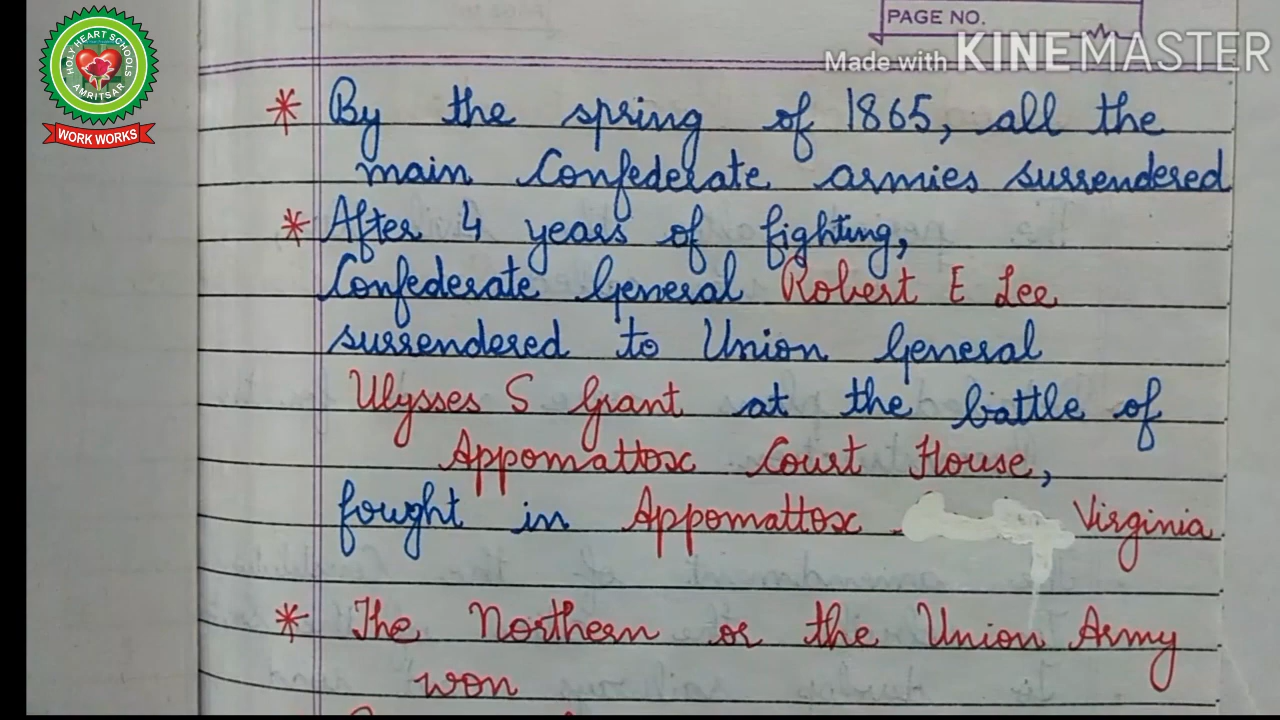 PAGE NO.
Made with KINEMASTER
HOLY HEART SCHOOLS
AMRITSAR
WORK WORKS
* By the spring of 1865, all the
main Confederate armies surrendered
* After 4 years of fighting,
Confederate General Robert E Lee
surrendered to Union General
Ulysses S Grant at the battle of
Appomattox Court House,
fought in Appomattox Virginia
* The Northern or the Union Army
won